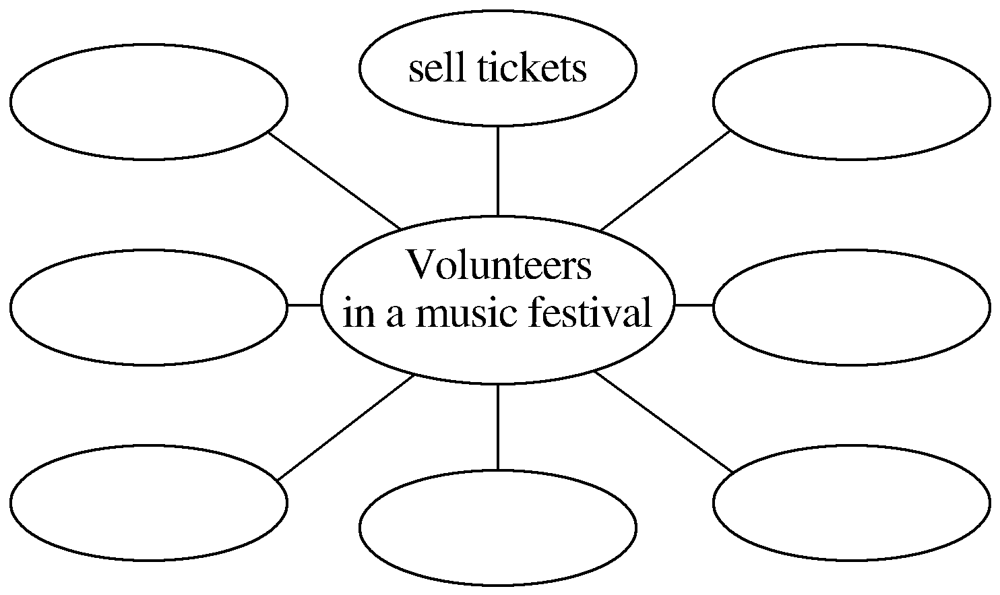 sell tickets
Volunteers
in a music festival